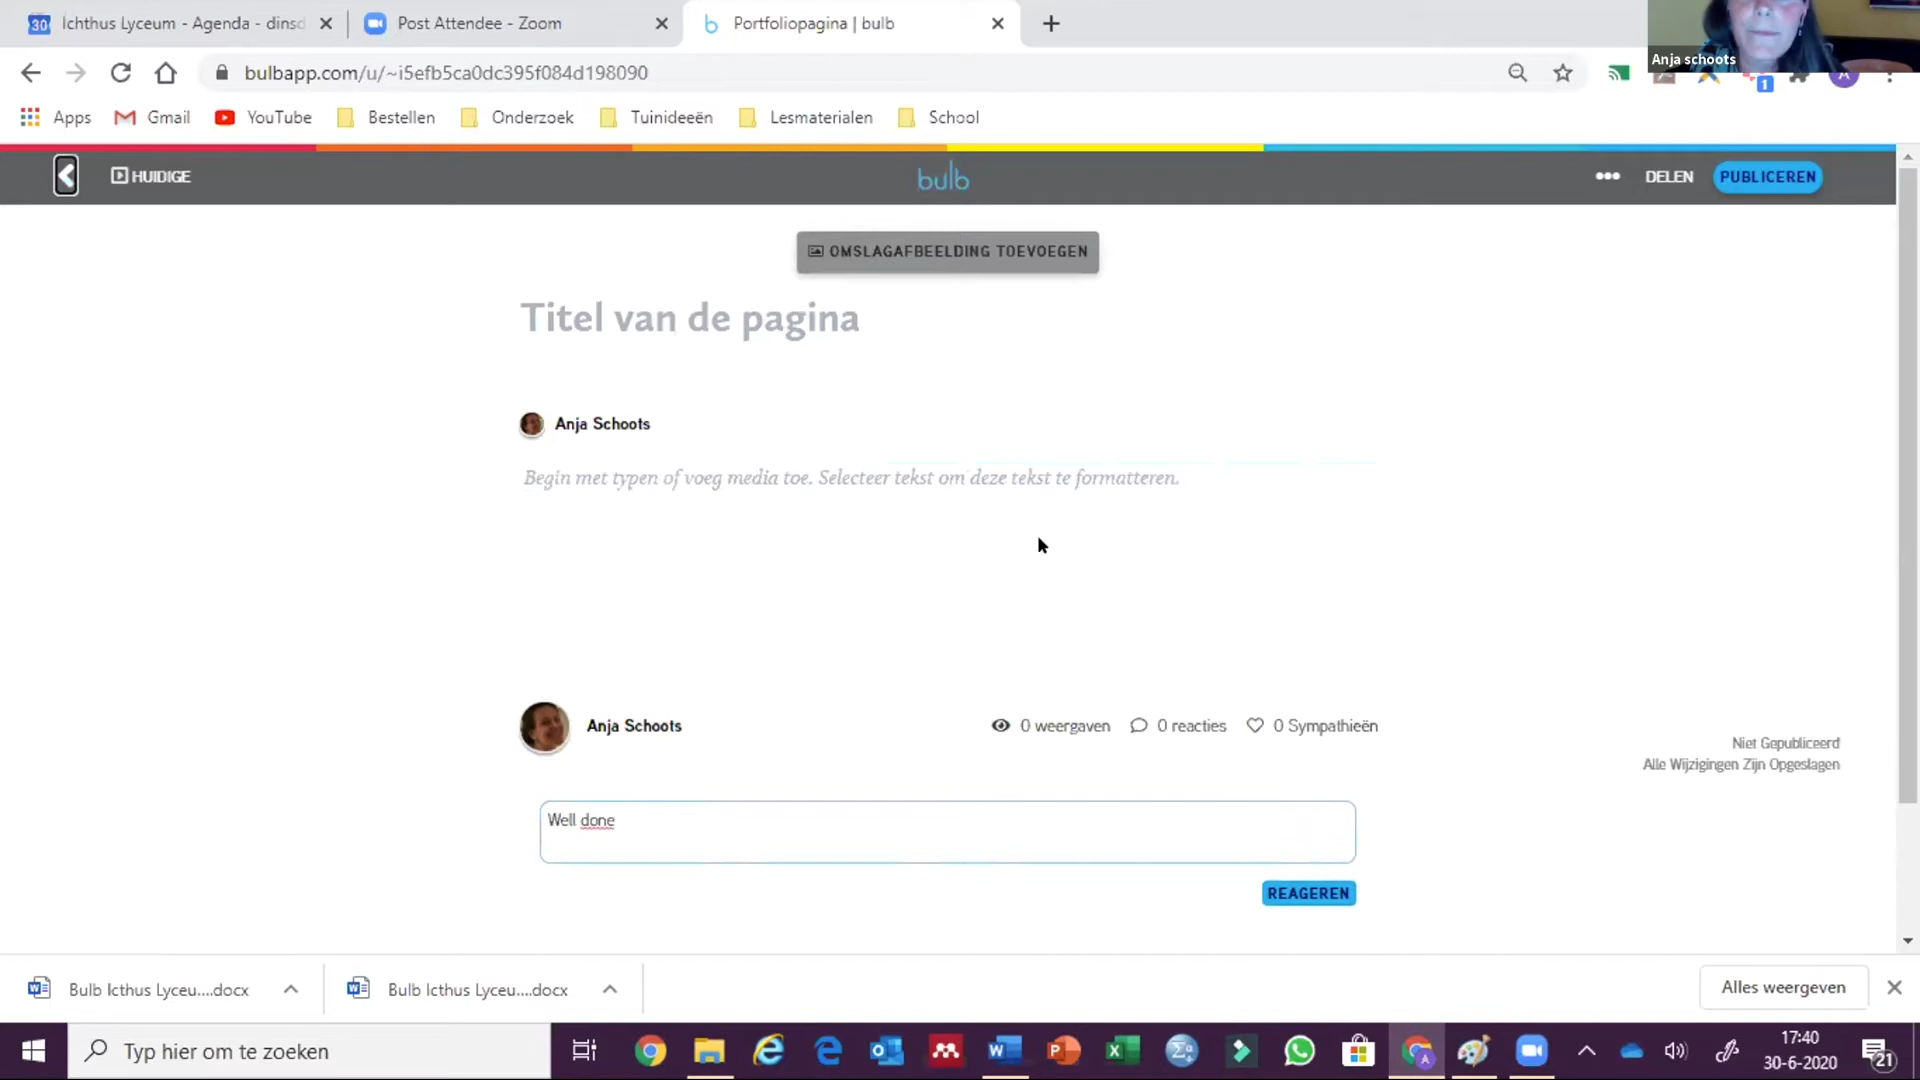 30 Ichthus Lyceum - Agenda - dinsd
Post Attendee - Zoom
b Portfoliopagina | bulb
Anja schoots
bulbapp.com/u/~i5efb5ca0dc395f084d198090
A
1
Apps
Gmail
YouTube
Bestellen
Onderzoek
Tuinideeën
Lesmaterialen
School
HUIDIGE
bulb
DELEN
PUBLICEREN
OMSLAGAFBEELDING TOEVOEGEN
Titel van de pagina
Anja Schoots
Begin met typen of voeg media toe. Selecteer tekst om deze tekst te formatteren.
Anja Schoots
0 weergaven
0 reacties
0 Sympathieën
Niet Gepubliceerd
Alle Wijzigingen Zijn Opgeslagen
Well done
REAGEREN
Bulb Icthus Lyceu....docx
Bulb Icthus Lyceu....docx
Alles weergeven
Typ hier om te zoeken
17:40
30-6-2020
21